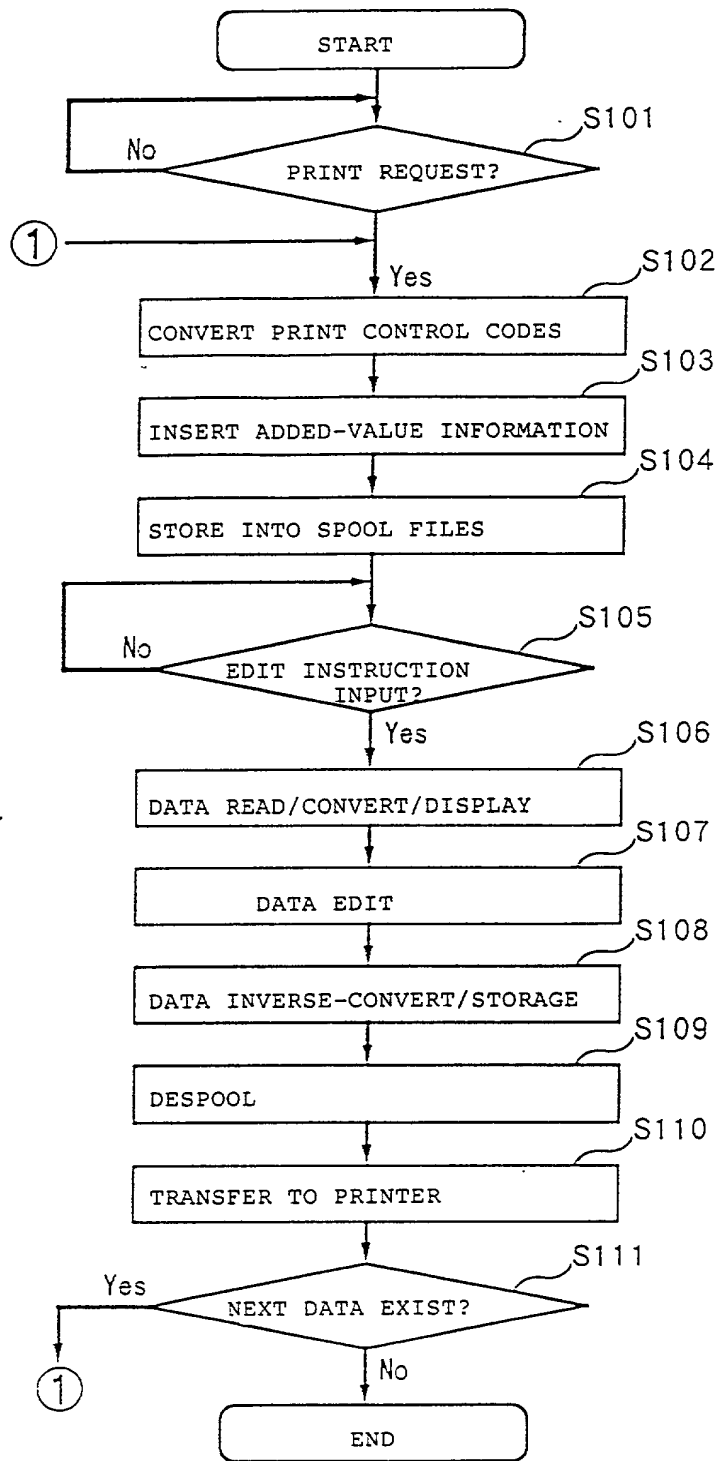 START
S101
No
PRINT REQUEST?
1
Yes
S102
CONVERT PRINT CONTROL CODES
S103
INSERT ADDED-VALUE INFORMATION
S104
STORE INTO SPOOL FILES
S105
No
EDIT INSTRUCTION
INPUT?
Yes
S106
DATA READ/CONVERT/DISPLAY
S107
DATA EDIT
S108
DATA INVERSE-CONVERT/STORAGE
S109
DESPOOL
S110
TRANSFER TO PRINTER
S111
Yes
NEXT DATA EXIST?
1
No
END